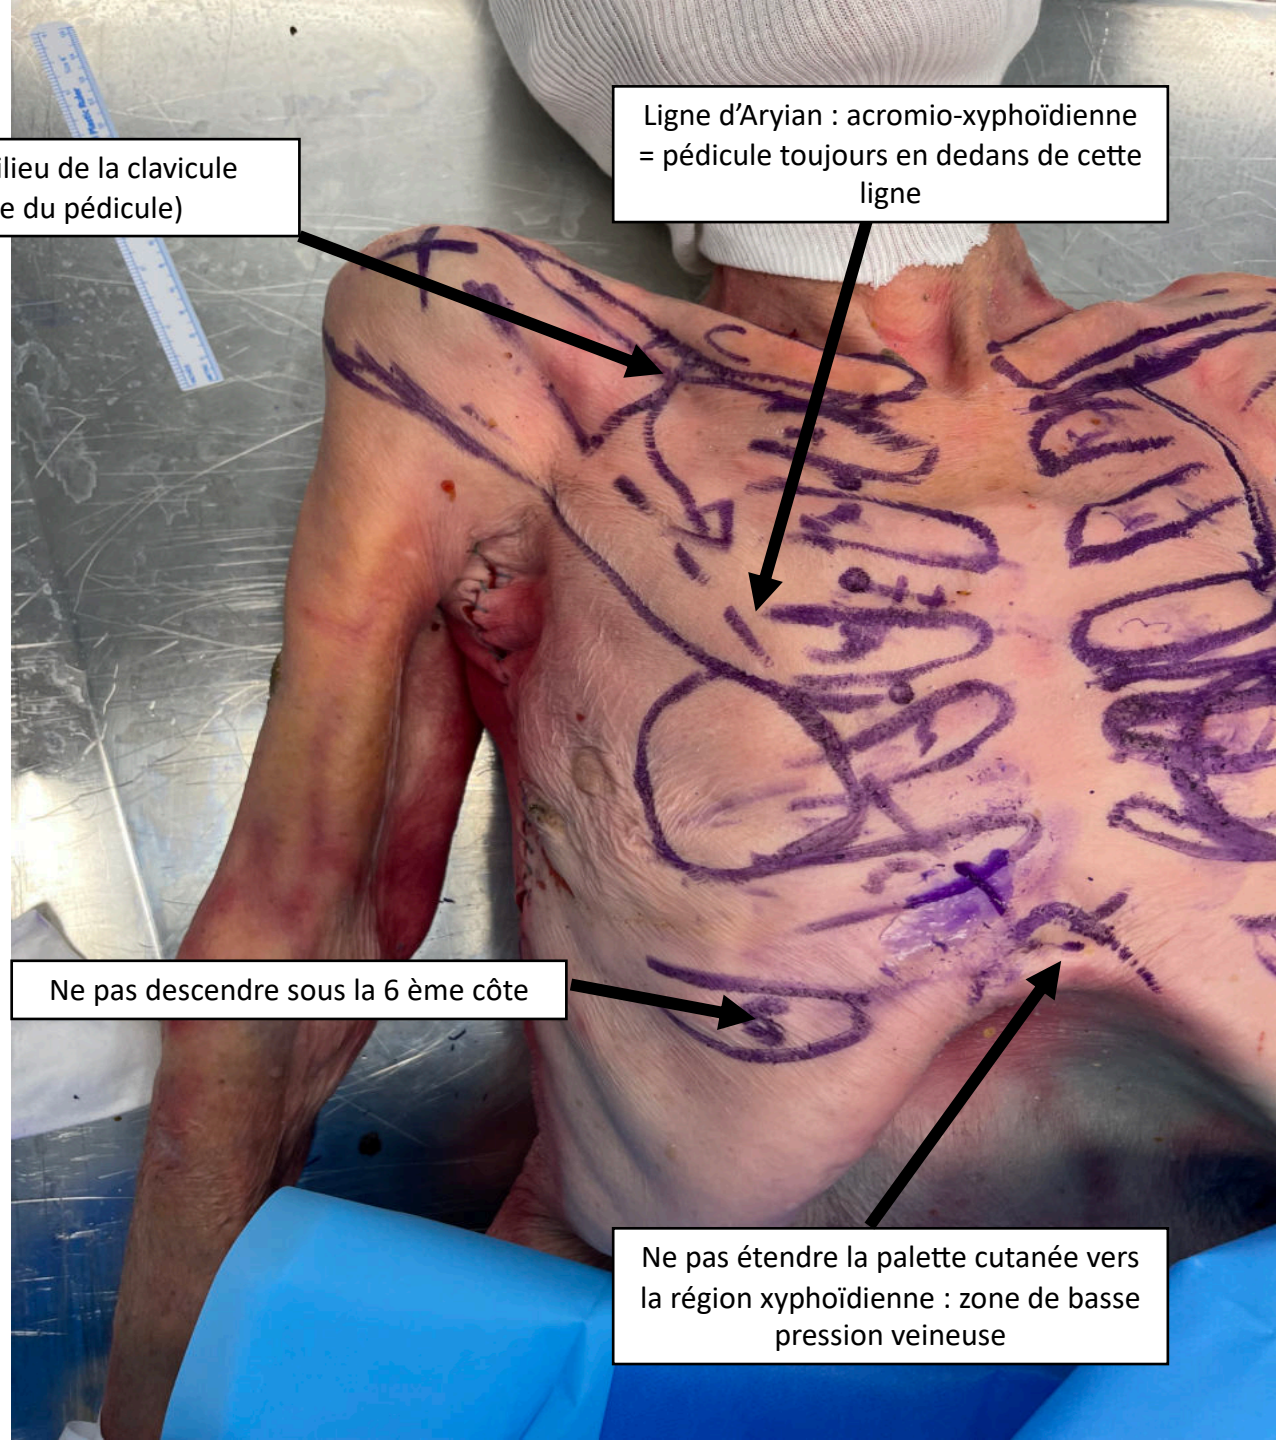 Ligne d’Aryian : acromio-xyphoïdienne
= pédicule toujours en dedans de cette
ligne
ilieu de la clavicule
e du pédicule)
C
Ne pas descendre sous la 6 ème côte
Ne pas étendre la palette cutanée vers
la région xyphoïdienne : zone de basse
pression veineuse